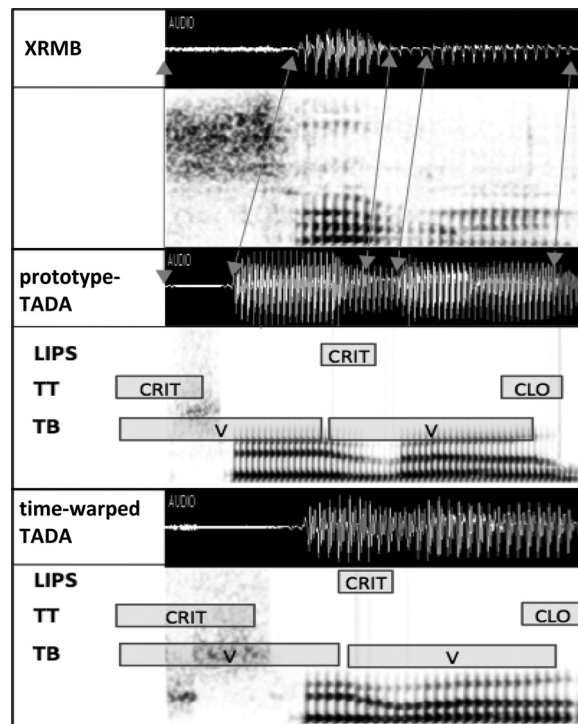 AUDIO
XRMB
AUDIO
prototype-
TADA
LIPS CRIT
TT CRIT CLO
TB V V
AUDIO
time-warped
TADA
LIPS CRIT
TT CRIT CLO
TB V V